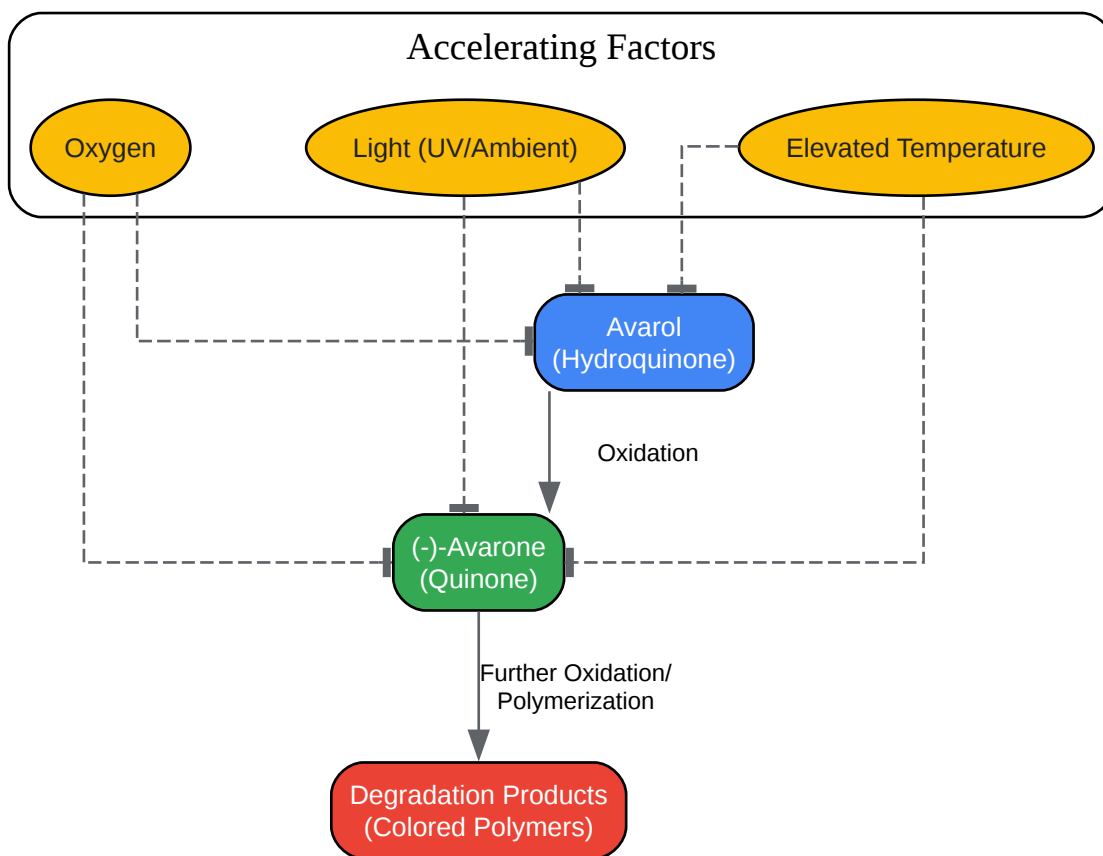 Accelerating Factors
Oxygen
Light (UV/Ambient)
Elevated Temperature
Avarol
(Hydroquinone)
Oxidation
(-)-Avarone
(Quinone)
Further Oxidation/
Polymerization
Degradation Products
(Colored Polymers)